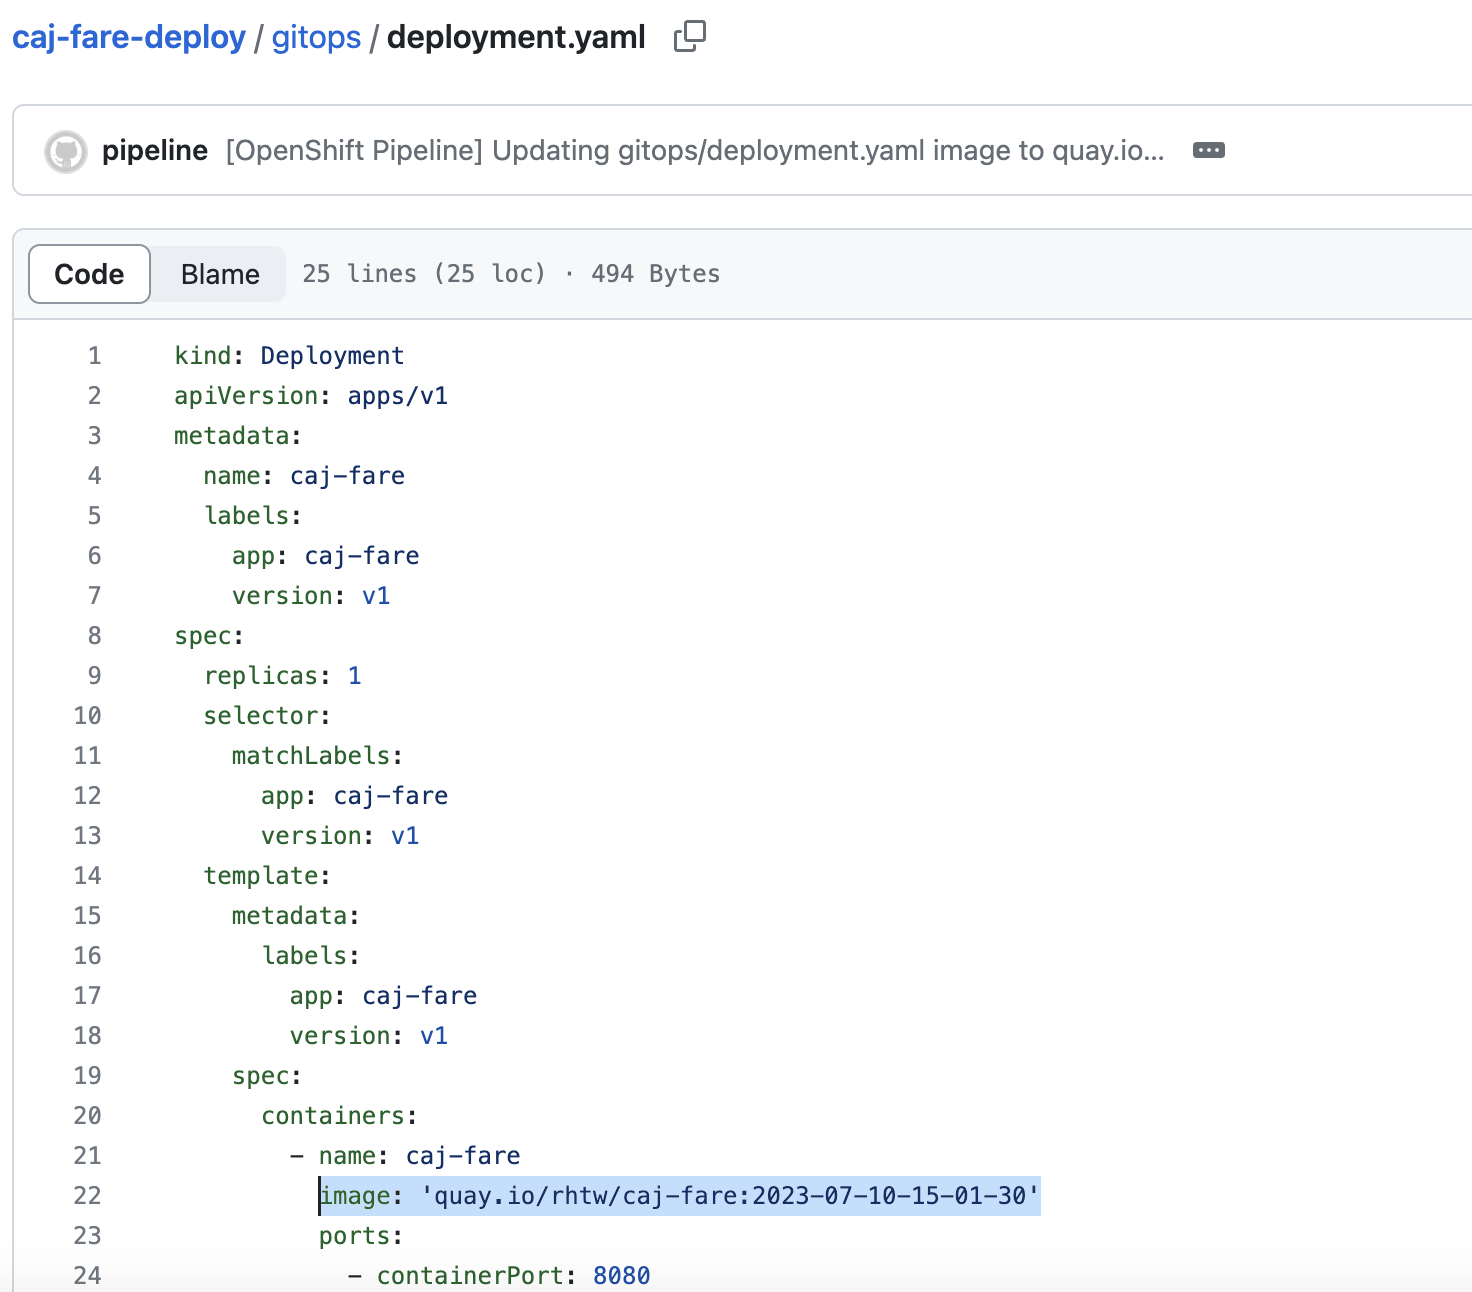 caj-fare-deploy / gitops / deployment.yaml
pipeline [OpenShift Pipeline] Updating gitops/deployment.yaml image to quay.io...
Code Blame 25 lines (25 loc) · 494 Bytes
1 kind: Deployment
2 apiVersion: apps/v1
3 metadata:
4   name: caj-fare
5   labels:
6     app: caj-fare
7     version: v1
8 spec:
9   replicas: 1
10   selector:
11     matchLabels:
12       app: caj-fare
13       version: v1
14   template:
15     metadata:
16       labels:
17         app: caj-fare
18         version: v1
19     spec:
20       containers:
21         - name: caj-fare
22           image: 'quay.io/rhtw/caj-fare:2023-07-10-15-01-30'
23           ports:
24             - containerPort: 8080